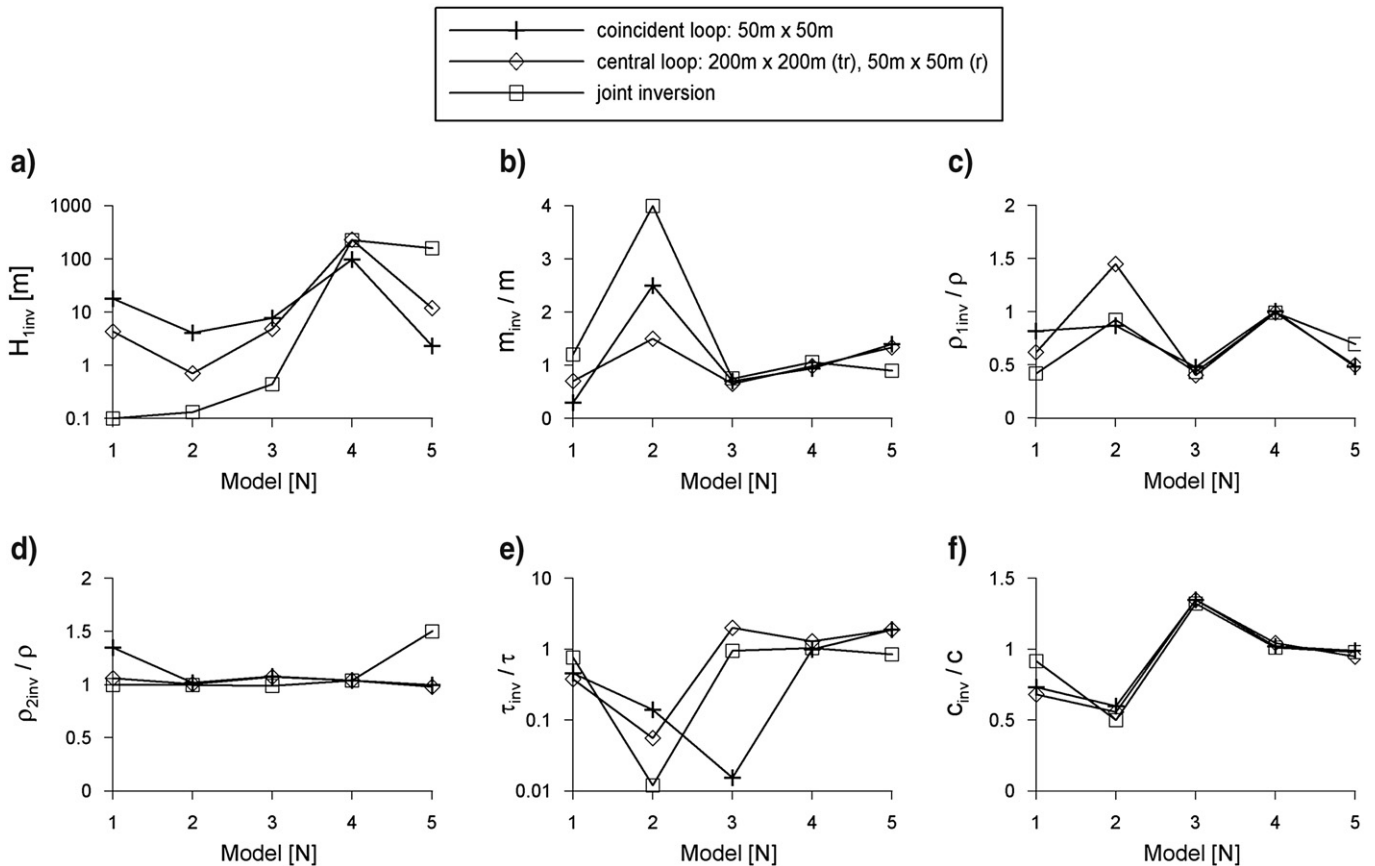 coincident loop: 50m x 50m
central loop: 200m x 200m (tr), 50m x 50m (r)
joint inversion
a)
H1inv [m]
1000
100
10
1
0.1
1 2 3 4 5
Model [N]
b)
minv / m
4
3
2
1
0
1 2 3 4 5
Model [N]
c)
ρ1inv / ρ
2
1.5
1
0.5
0
1 2 3 4 5
Model [N]
d)
ρ2inv / ρ
2
1.5
1
0.5
0
1 2 3 4 5
Model [N]
e)
τinv / τ
10
1
0.1
0.01
1 2 3 4 5
Model [N]
f)
cinv / c
1.5
1
0.5
0
1 2 3 4 5
Model [N]